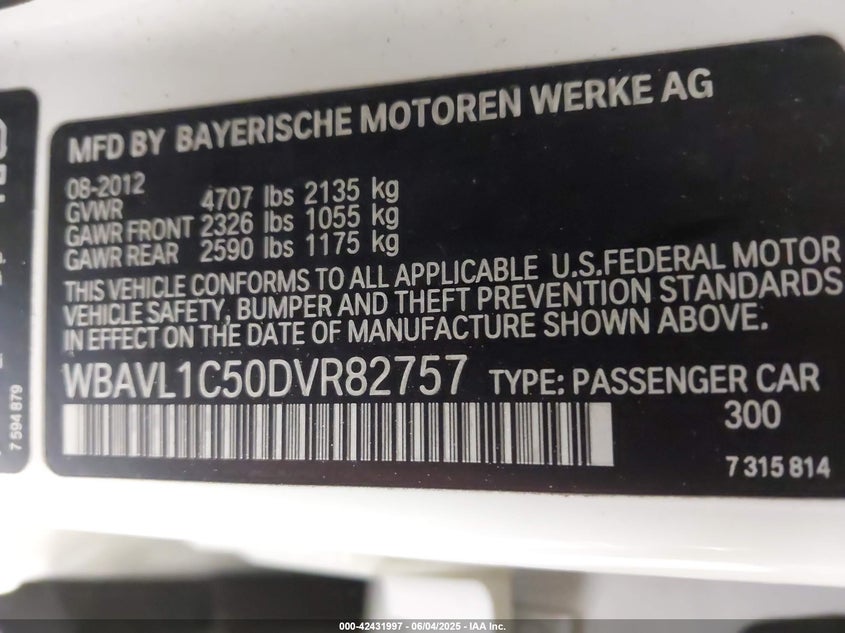 MFD BY BAYERISCHE MOTOREN WERKE AG
08-2012
GVWR 4707 lbs 2135 kg
GAWR FRONT 2326 lbs 1055 kg
GAWR REAR 2590 lbs 1175 kg
THIS VEHICLE CONFORMS TO ALL APPLICABLE U.S.FEDERAL MOTOR
VEHICLE SAFETY, BUMPER AND THEFT PREVENTION STANDARDS
IN EFFECT ON THE DATE OF MANUFACTURE SHOWN ABOVE.
WBAVL1C50DVR82757 TYPE: PASSENGER CAR
300
7 315 814
7 594 879
000-42431997 - 06/04/2025 - IAA Inc.